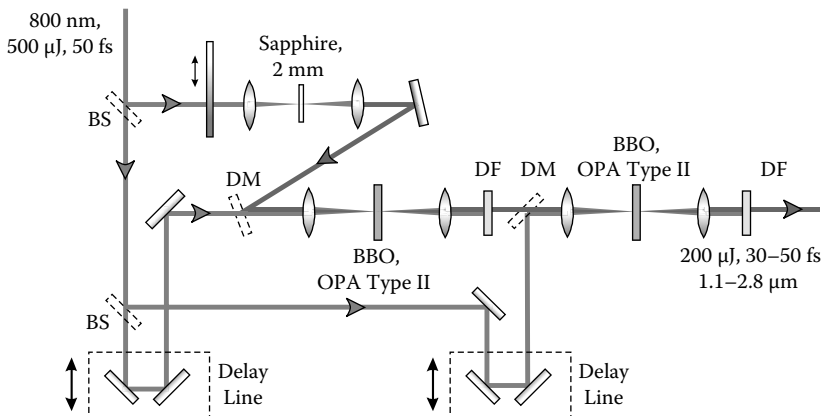 800 nm,
500 µJ, 50 fs
Sapphire,
2 mm
BS
DM
DF
DM
BBO,
OPA Type II
DF
BBO,
OPA Type II
200 µJ, 30–50 fs
1.1–2.8 µm
BS
Delay
Line
Delay
Line